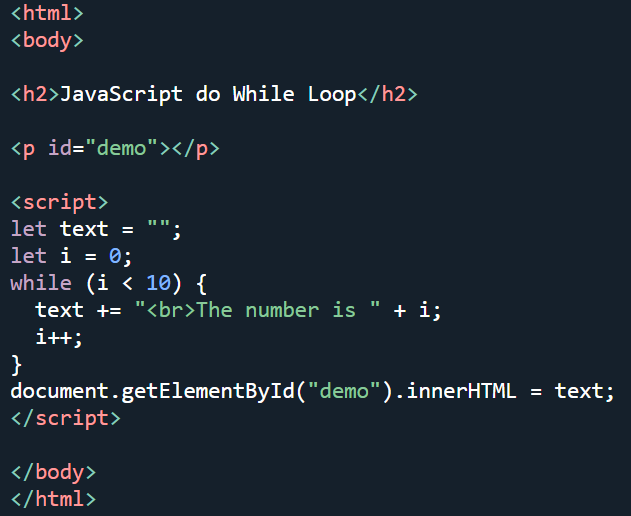 <html>
<body>
<h2>JavaScript do While Loop</h2>
<p id="demo"></p>
<script>
let text = "";
let i = 0;
while (i < 10) {
  text += "<br>The number is " + i;
  i++;
}
document.getElementById("demo").innerHTML = text;
</script>
</body>
</html>